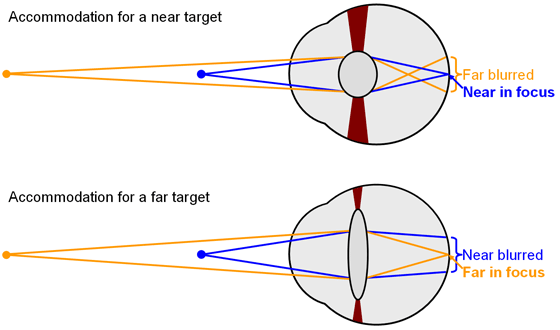 Accommodation for a near target
Far blurred
Near in focus
Accommodation for a far target
Near blurred
Far in focus